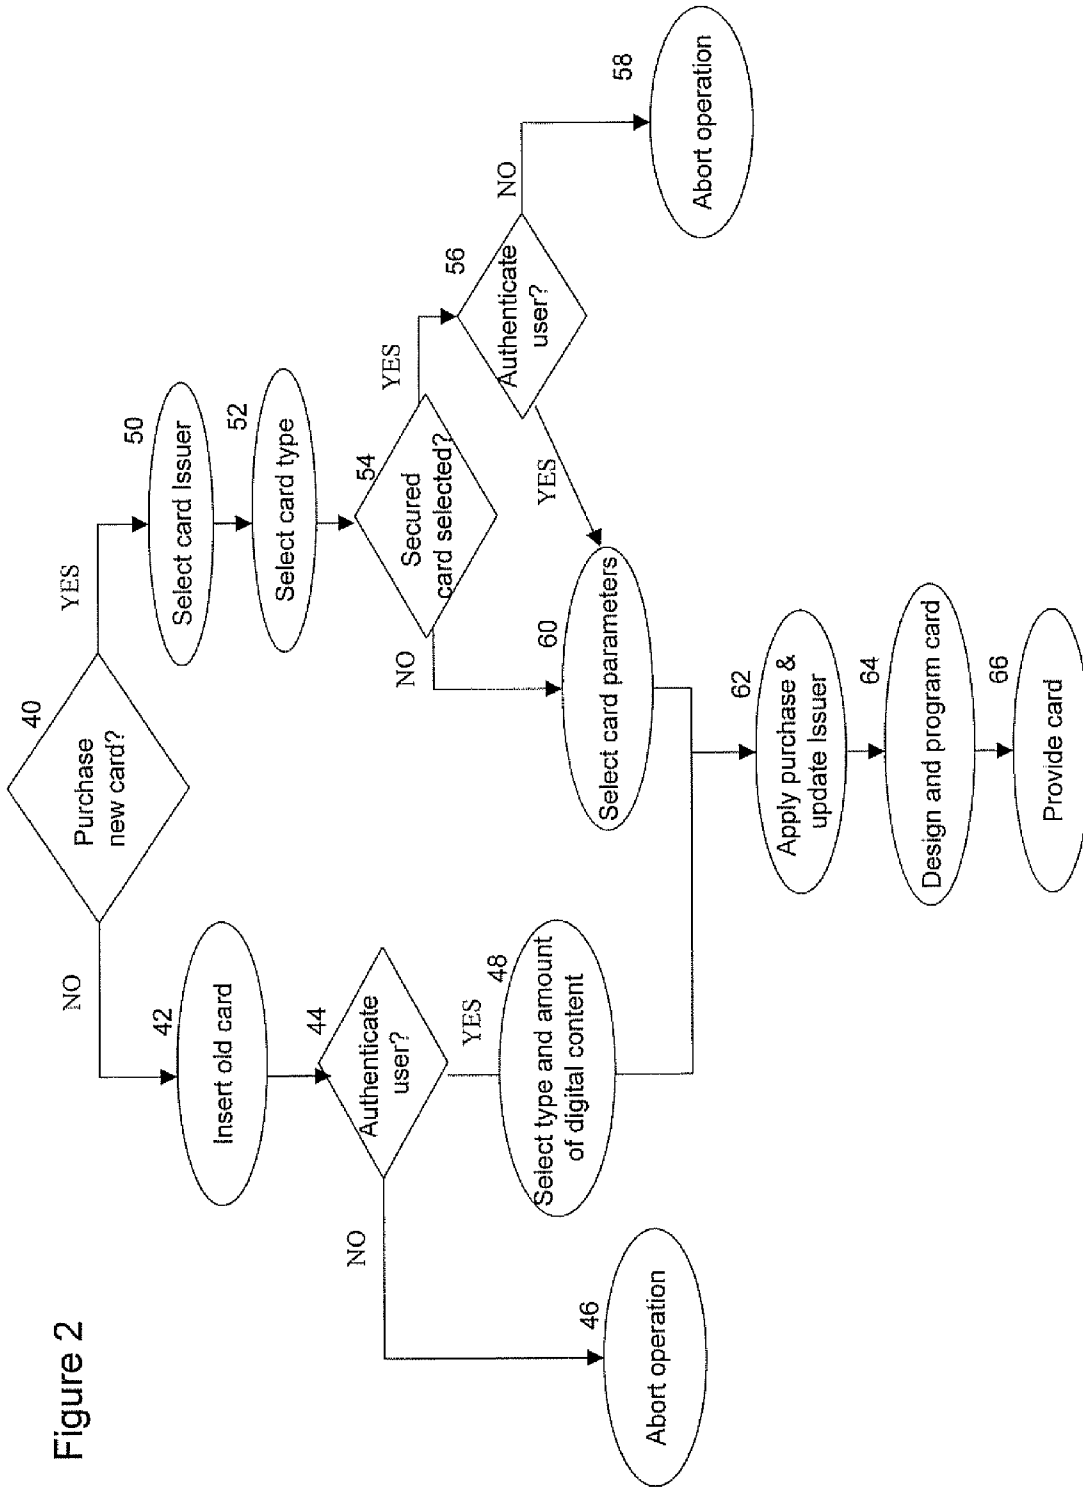 Figure 2
40
Purchase
new card?
NO
YES
42
Insert old card
50
Select card Issuer
52
Select card type
44
Authenticate
user?
54
Secured
card selected?
NO
YES
NO
YES
56
Authenticate
user?
NO
YES
46
Abort operation
48
Select type and amount
of digital content
60
Select card parameters
58
Abort operation
62
Apply purchase &
update Issuer
64
Design and program card
66
Provide card